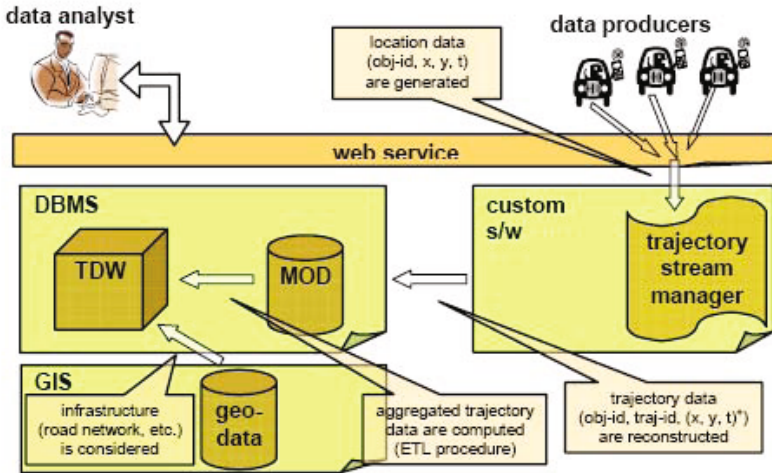 data analyst
data producers
location data
(obj-id, x, y, t)
are generated
web service
DBMS
TDW
MOD
custom
s/w
trajectory
stream
manager
GIS
geo-
data
infrastructure
(road network, etc.)
is considered
aggregated trajectory
data are computed
(ETL procedure)
trajectory data
(obj-id, traj-id, (x, y, t)*)
are reconstructed